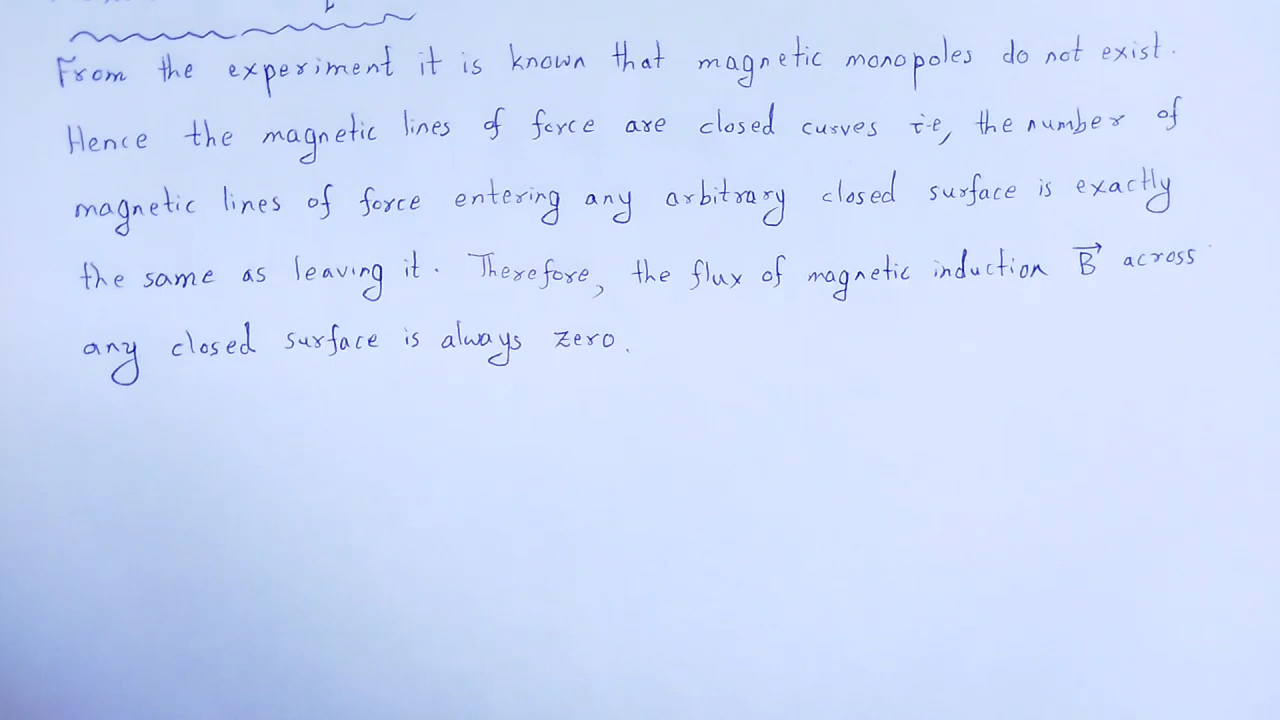 From the experiment it is known that magnetic monopoles do not exist.
Hence the magnetic lines of force are closed curves i.e, the number of
magnetic lines of force entering any arbitrary closed surface is exactly
the same as leaving it. Therefore, the flux of magnetic induction B⃗ across
any closed surface is always zero.